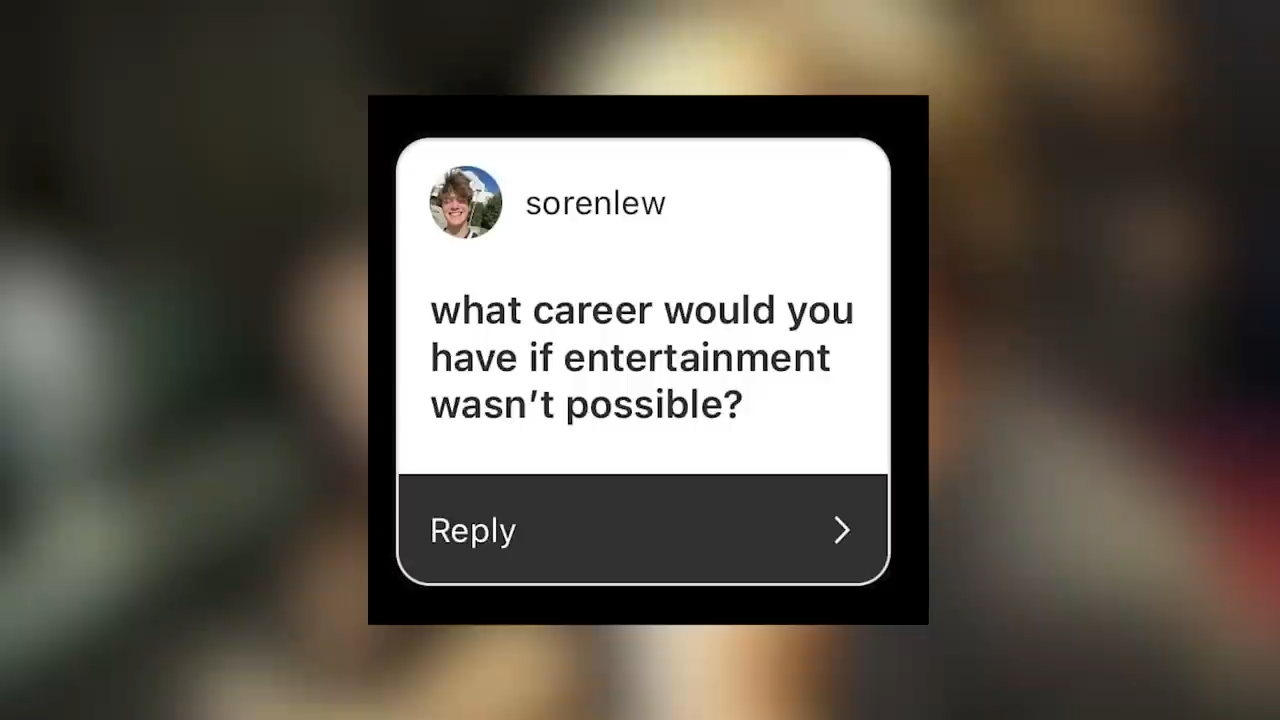 sorenlew
what career would you
have if entertainment
wasn’t possible?
Reply